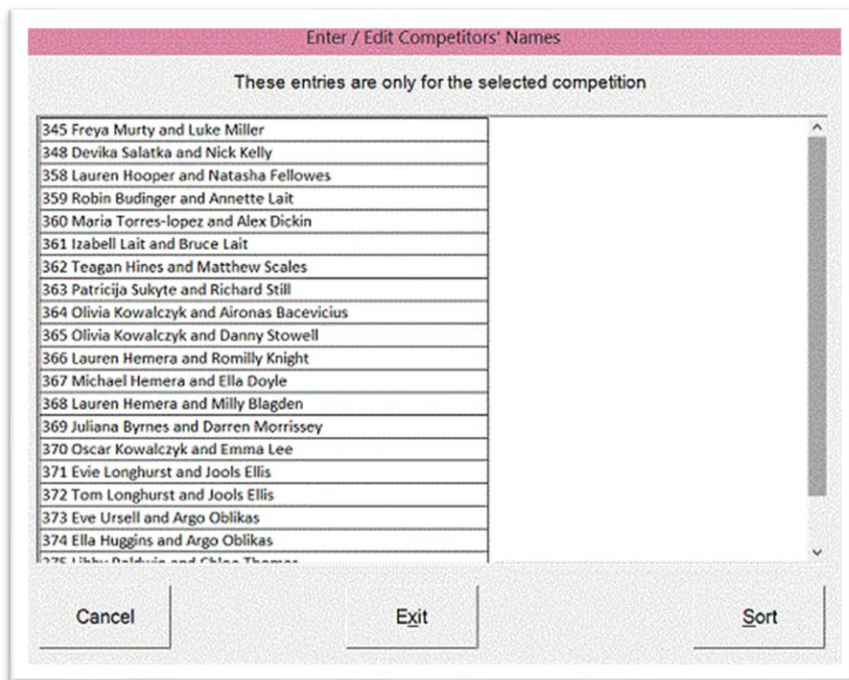 Enter / Edit Competitors' Names
These entries are only for the selected competition
345 Freya Murty and Luke Miller
348 Devika Salatka and Nick Kelly
358 Lauren Hooper and Natasha Fellowes
359 Robin Budinger and Annette Lait
360 Maria Torres-lopez and Alex Dickin
361 Izabell Lait and Bruce Lait
362 Teagan Hines and Matthew Scales
363 Patricija Sukyte and Richard Still
364 Olivia Kowalczyk and Aironas Bacevicius
365 Olivia Kowalczyk and Danny Stowell
366 Lauren Hemera and Romilly Knight
367 Michael Hemera and Ella Doyle
368 Lauren Hemera and Milly Blagden
369 Juliana Byrnes and Darren Morrissey
370 Oscar Kowalczyk and Emma Lee
371 Evie Longhurst and Jools Ellis
372 Tom Longhurst and Jools Ellis
373 Eve Ursell and Argo Oblikas
374 Ella Huggins and Argo Oblikas
375 Libby Baldwin and Chloe Thomas
Cancel
Exit
Sort